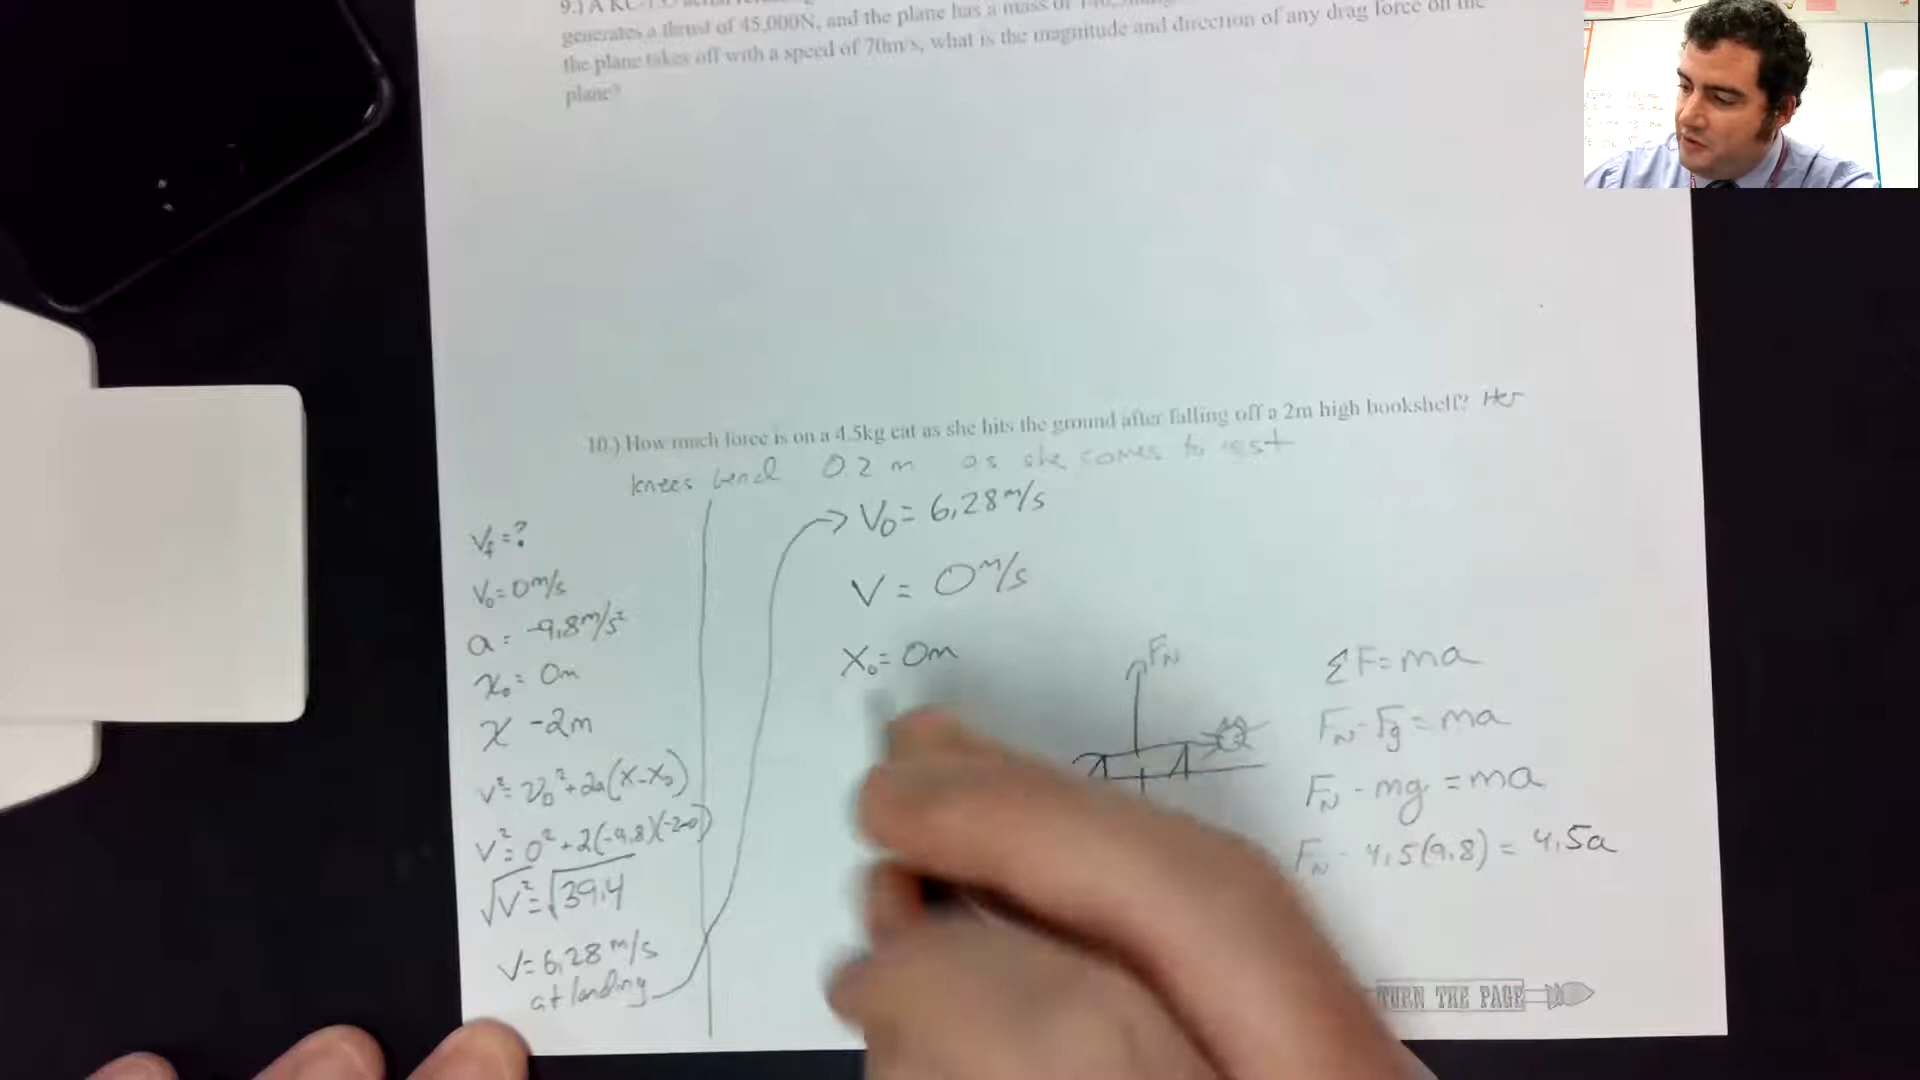 9.) A KC-135 aerial
generates a thrust of 45,000N, and the plane has a mass of
the plane takes off with a speed of 70m/s, what is the magnitude and direction of any drag force on the
plane?
10.) How much force is on a 4.5kg cat as she hits the ground after falling off a 2m high bookshelf? Her
knees bend 0.2 m as she comes to rest
Vf = ?
V₀ = 0 m/s
a = -9.8 m/s²
x₀ = 0m
x -2m
v² = v₀² + 2a(x-x₀)
v² = 0² + 2(-9.8)(-2-0)
√v² = √39.4
V = 6.28 m/s
at landing
V₀ = 6.28 m/s
V = 0 m/s
X₀ = 0m
FN
ΣF = ma
FN - Fg = ma
FN - mg = ma
FN - 4.5(9.8) = 4.5a
TURN THE PAGE